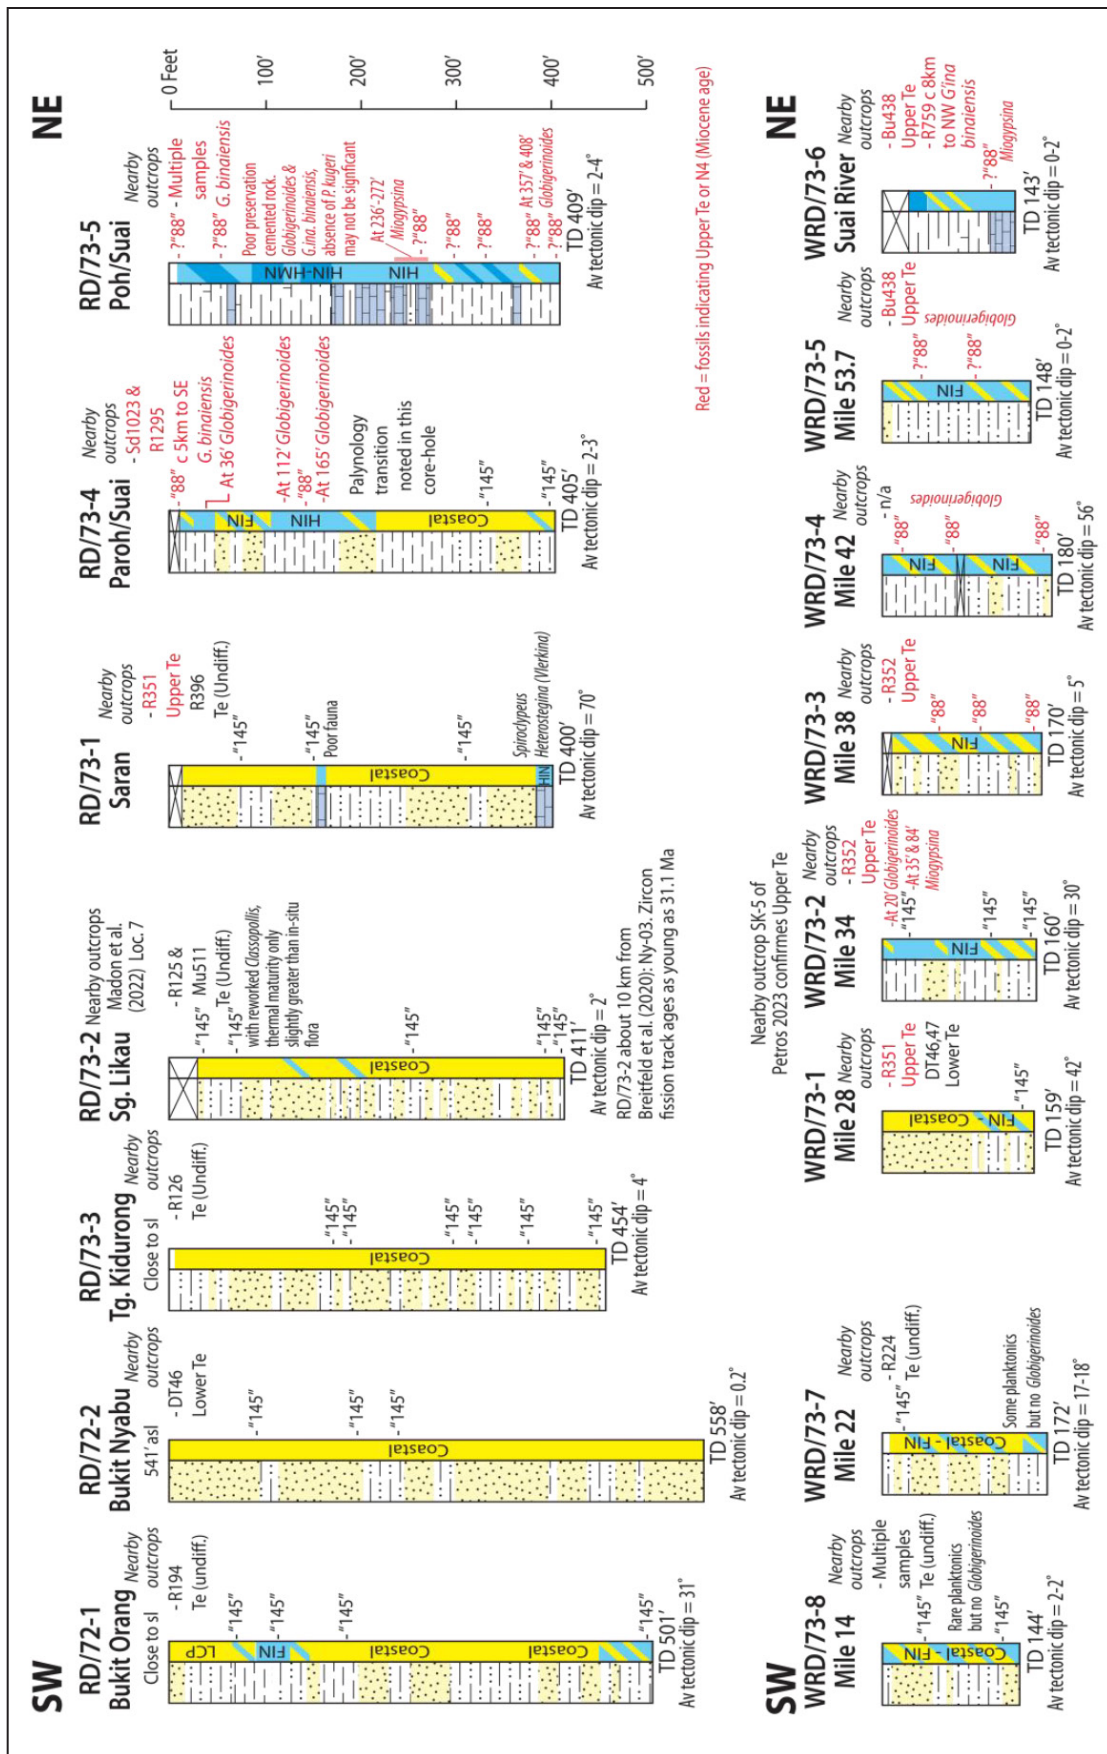 SW
NE
RD/72-1
Bukit Orang
Close to sl
Nearby
outcrops
- R194
Te (undiff.)
LCP
FIN
Coastal
Coastal
"145"
"145"
"145"
"145"
TD 501'
Av tectonic dip = 31°
RD/72-2
Bukit Nyabu
541' asl
Nearby
outcrops
- DT46
Lower Te
"145"
"145"
"145"
Coastal
TD 558'
Av tectonic dip = 0.2°
RD/73-3
Tg. Kidurong
Close to sl
Nearby
outcrops
- R126
Te (Undiff.)
"145"
"145"
"145"
"145"
"145"
"145"
Coastal
TD 454'
Av tectonic dip = 4°
RD/73-2
Sg. Likau
Nearby outcrops
Madon et al.
(2022) Loc. 7
- R125 &
Mu511
Te (Undiff.)
"145"
"145"
with reworked Classopollis,
thermal maturity only
slightly greater than in-situ
flora
"145"
"145"
"145"
Coastal
TD 411'
Av tectonic dip = 2°
RD/73-2 about 10 km from
Breitfeld et al. (2020): Ny-03. Zircon
fission track ages as young as 31.1 Ma
RD/73-1
Saran
Nearby
outcrops
- R351
Upper Te
R396
Te (Undiff.)
"145"
"145"
Poor fauna
"145"
Coastal
Spiroclypeus
Heterostegina (Vlerkina)
HIN
TD 400'
Av tectonic dip = 70°
RD/73-4
Paroh/Suai
Nearby
outcrops
- Sd1023 &
R1295
"88" c 5km to SE
G. binaiensis
At 36' Globigerinoides
FIN
-At 112' Globigerinoides
"88"
-At 165' Globigerinoides
HIN
Palynology
transition
noted in this
core-hole
Coastal
"145"
"145"
TD 405'
Av tectonic dip = 2-3°
RD/73-5
Poh/Suai
Nearby
outcrops
?"88" - Multiple
samples
?"88" G. binaiensis
Poor preservation
cemented rock.
Globigerinoides &
G.ina. binaiensis,
absence of P. kugeri
may not be signficant
HIN-HMN
At 236'-272'
Miogypsina
HIN
?"88"
?"88"
?"88"
At 357' & 408'
?"88" Globigerinoides
?"88"
TD 409'
Av tectonic dip = 2-4°
0 Feet
100'
200'
300'
400'
500'
Red = fossils indicating Upper Te or N4 (Miocene age)
SW
NE
WRD/73-8
Mile 14
Nearby
outcrops
- Multiple
samples
Te (undiff.)
"145"
Rare planktonics
but no Globigerinoides
"145"
Coastal - FIN
TD 144'
Av tectonic dip = 2-2°
WRD/73-7
Mile 22
Nearby
outcrops
- R224
Te (undiff.)
"145"
Some planktonics
but no Globigerinoides
Coastal - FIN
TD 172'
Av tectonic dip = 17-18°
WRD/73-1
Mile 28
Nearby
outcrops
- R351
Upper Te
DT46,47
Lower Te
"145"
FIN - Coastal
TD 159'
Av tectonic dip = 42°
Nearby outcrop SK-5 of
Petros 2023 confirmes Upper Te
WRD/73-2
Mile 34
Nearby
outcrops
- R352
Upper Te
-At 20' Globigerinoides
"145" -At 35' & 84'
Miogypsina
"145"
"145"
FIN
TD 160'
Av tectonic dip = 30°
WRD/73-3
Mile 38
Nearby
outcrops
- R352
Upper Te
"88"
"88"
"88"
FIN
TD 170'
Av tectonic dip = 5°
WRD/73-4
Mile 42
Nearby
outcrops
- n/a
"88"
"88"
"88"
Globigerinoides
FIN
FIN
TD 180'
Av tectonic dip = 56°
WRD/73-5
Mile 53.7
Nearby
outcrops
- Bu438
Upper Te
?"88"
?"88"
Globigerinoides
FIN
TD 148'
Av tectonic dip = 0-2°
WRD/73-6
Suai River
Nearby
outcrops
- Bu438
Upper Te
- R759 c 8km
to NW G'ina
binaiensis
?"88"
Miogypsina
TD 143'
Av tectonic dip = 0-2°